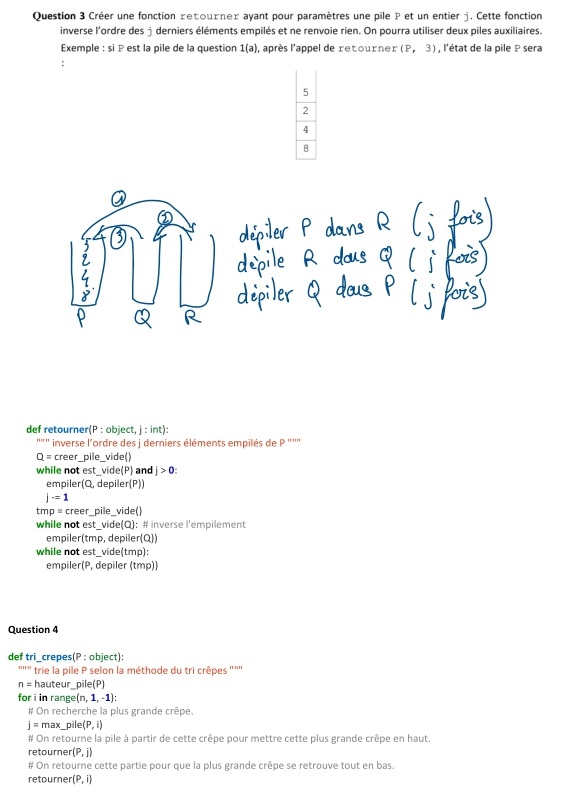 Question 3 Créer une fonction retourner ayant pour paramètres une pile P et un entier j. Cette fonction
inverse l'ordre des j derniers éléments empilés et ne renvoie rien. On pourra utiliser deux piles auxiliaires.
Exemple : si P est la pile de la question 1(a), après l'appel de retourner(P, 3), l'état de la pile P sera
:
5
2
4
8
1
2
3
5
2
4
8
P
Q
R
dépiler P dans R (j fois)
dépile R dans Q (j fois)
dépiler Q dans P (j fois)
def retourner(P : object, j : int):
""" inverse l'ordre des j derniers éléments empilés de P """
Q = creer_pile_vide()
while not est_vide(P) and j > 0:
empiler(Q, depiler(P))
j -= 1
tmp = creer_pile_vide()
while not est_vide(Q): # inverse l'empilement
empiler(tmp, depiler(Q))
while not est_vide(tmp):
empiler(P, depiler (tmp))
Question 4
def tri_crepes(P : object):
""" trie la pile P selon la méthode du tri crêpes """
n = hauteur_pile(P)
for i in range(n, 1, -1):
# On recherche la plus grande crêpe.
j = max_pile(P, i)
# On retourne la pile à partir de cette crêpe pour mettre cette plus grande crêpe en haut.
retourner(P, j)
# On retourne cette partie pour que la plus grande crêpe se retrouve tout en bas.
retourner(P, i)